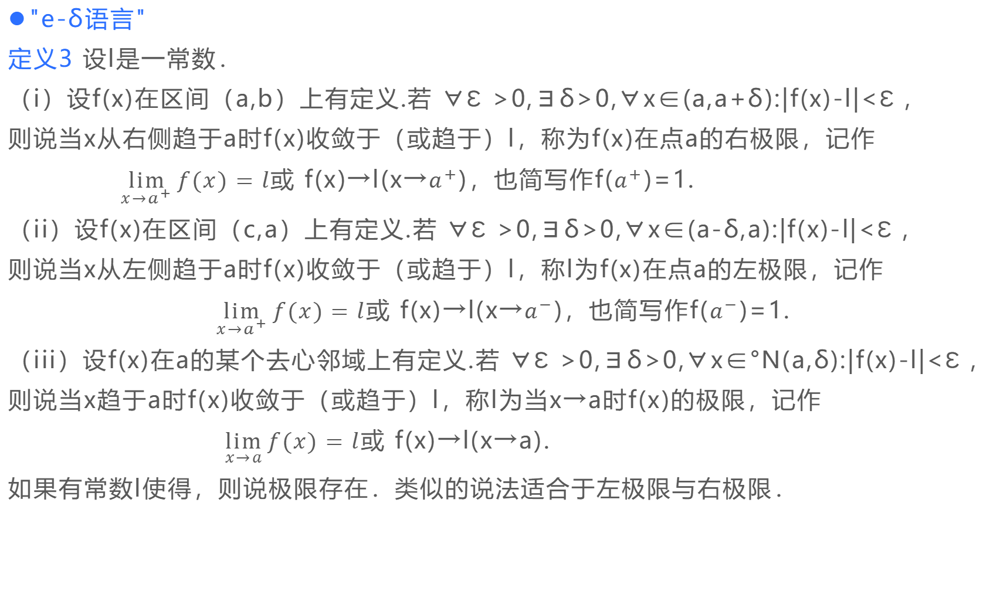 ●"e-δ语言"
定义3 设l是一常数.
（i）设f(x)在区间（a,b）上有定义.若 ∀Ɛ >0,∃δ>0,∀x∈(a,a+δ):|f(x)-l|<Ɛ，
则说当x从右侧趋于a时f(x)收敛于（或趋于）l，称为f(x)在点a的右极限，记作
lim x→a⁺ f(x) = l或 f(x)→l(x→a⁺)，也简写作f(a⁺)=1.
（ii）设f(x)在区间（c,a）上有定义.若 ∀Ɛ >0,∃δ>0,∀x∈(a-δ,a):|f(x)-l|<Ɛ，
则说当x从左侧趋于a时f(x)收敛于（或趋于）l，称l为f(x)在点a的左极限，记作
lim x→a⁺ f(x) = l或 f(x)→l(x→a⁻)，也简写作f(a⁻)=1.
（iii）设f(x)在a的某个去心邻域上有定义.若 ∀Ɛ >0,∃δ>0,∀x∈°N(a,δ):|f(x)-l|<Ɛ，
则说当x趋于a时f(x)收敛于（或趋于）l，称l为当x→a时f(x)的极限，记作
lim x→a f(x) = l或 f(x)→l(x→a).
如果有常数l使得，则说极限存在．类似的说法适合于左极限与右极限．